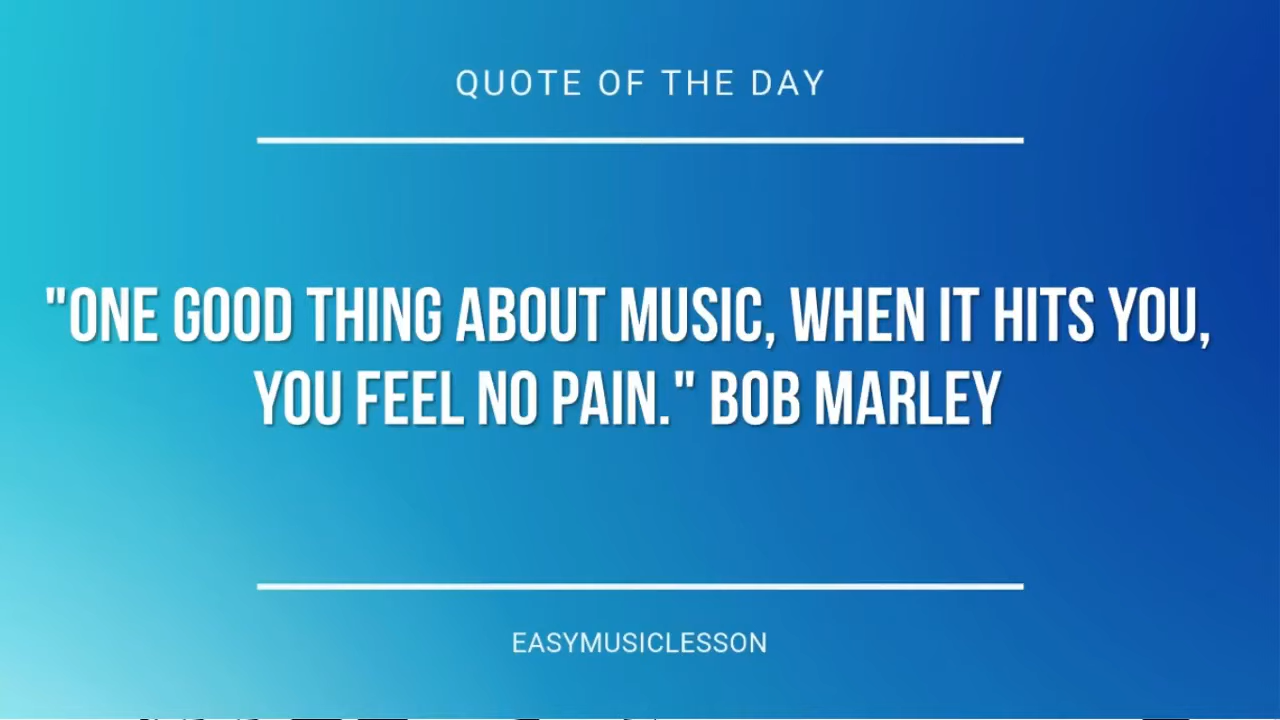 QUOTE OF THE DAY
"ONE GOOD THING ABOUT MUSIC, WHEN IT HITS YOU,
YOU FEEL NO PAIN." BOB MARLEY
EASYMUSICLESSON